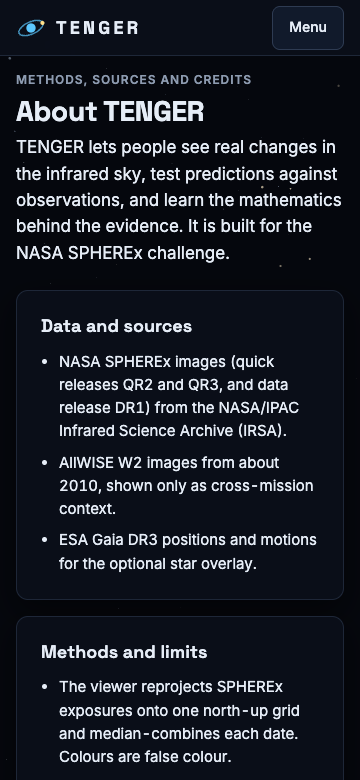 TENGER
Menu
METHODS, SOURCES AND CREDITS
About TENGER
TENGER lets people see real changes in
the infrared sky, test predictions against
observations, and learn the mathematics
behind the evidence. It is built for the
NASA SPHEREx challenge.
Data and sources
• NASA SPHEREx images (quick
releases QR2 and QR3, and data
release DR1) from the NASA/IPAC
Infrared Science Archive (IRSA).
• AllWISE W2 images from about
2010, shown only as cross-mission
context.
• ESA Gaia DR3 positions and motions
for the optional star overlay.
Methods and limits
• The viewer reprojects SPHEREx
exposures onto one north-up grid
and median-combines each date.
Colours are false colour.